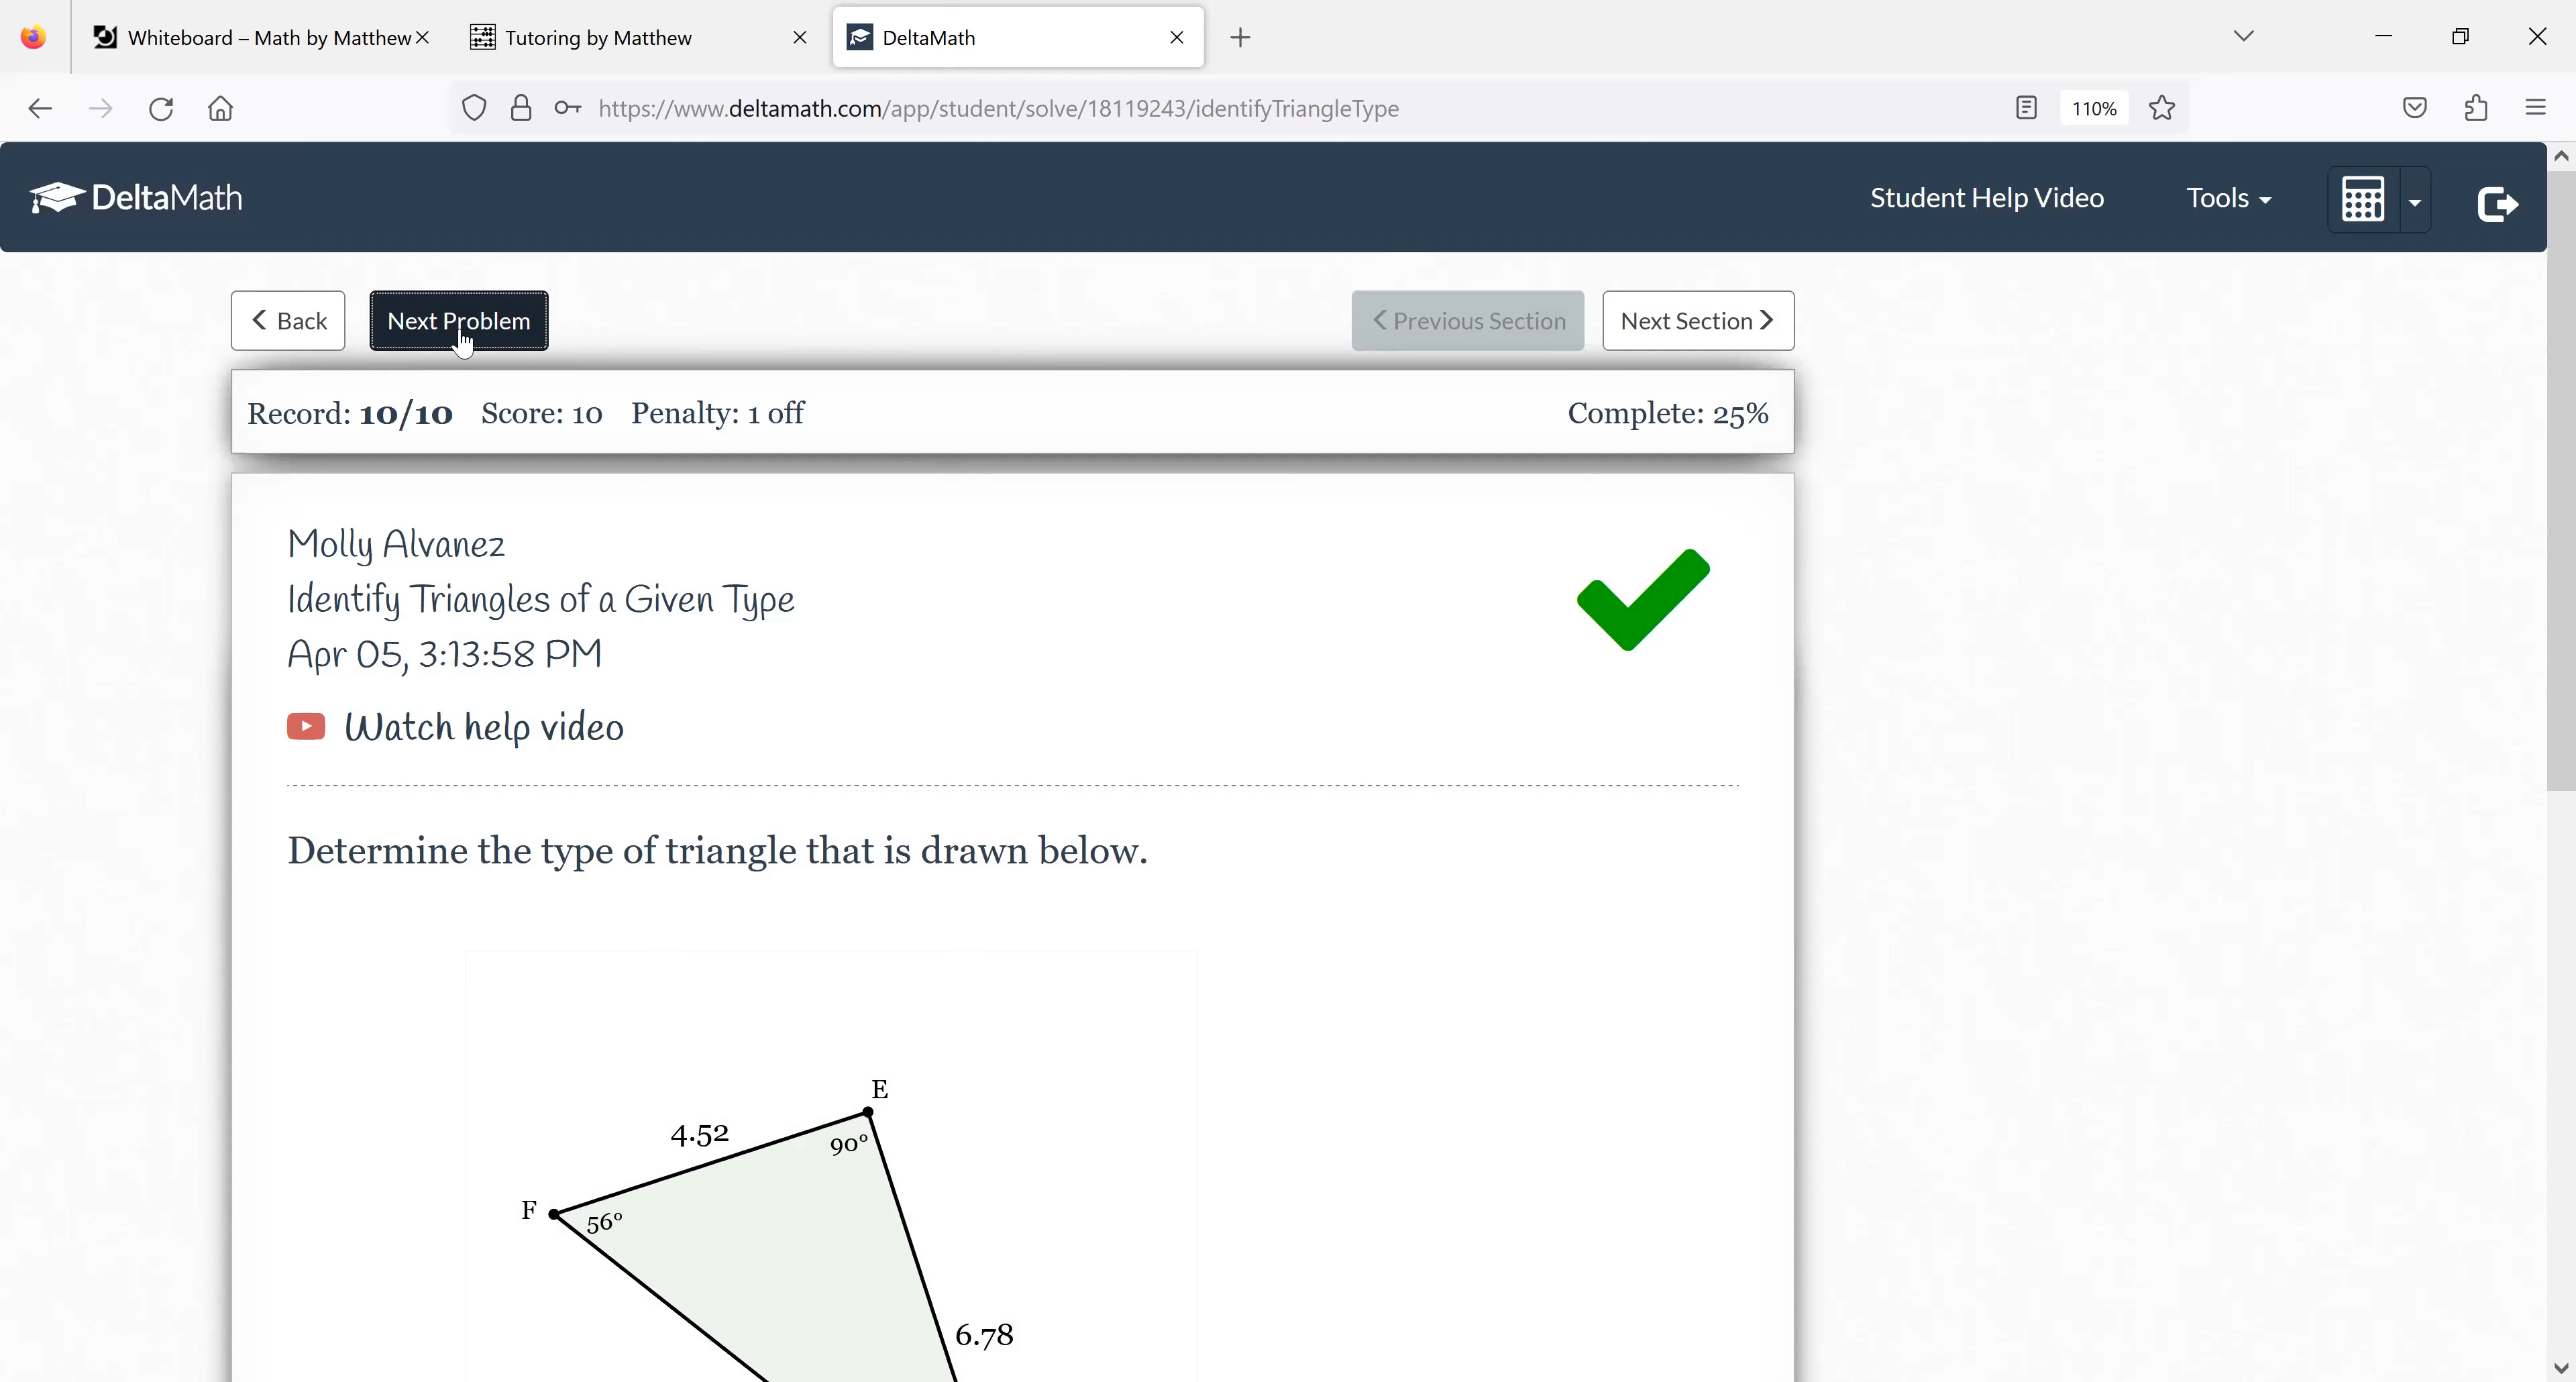 Whiteboard – Math by Matthew
Tutoring by Matthew
DeltaMath
https://www.deltamath.com/app/student/solve/18119243/identifyTriangleType
110%
DeltaMath
Student Help Video
Tools
Back
Next Problem
Previous Section
Next Section
Record: 10/10 Score: 10 Penalty: 1 off
Complete: 25%
Molly Alvanez
Identify Triangles of a Given Type
Apr 05, 3:13:58 PM
Watch help video
Determine the type of triangle that is drawn below.
E
4.52
90°
F
56°
6.78